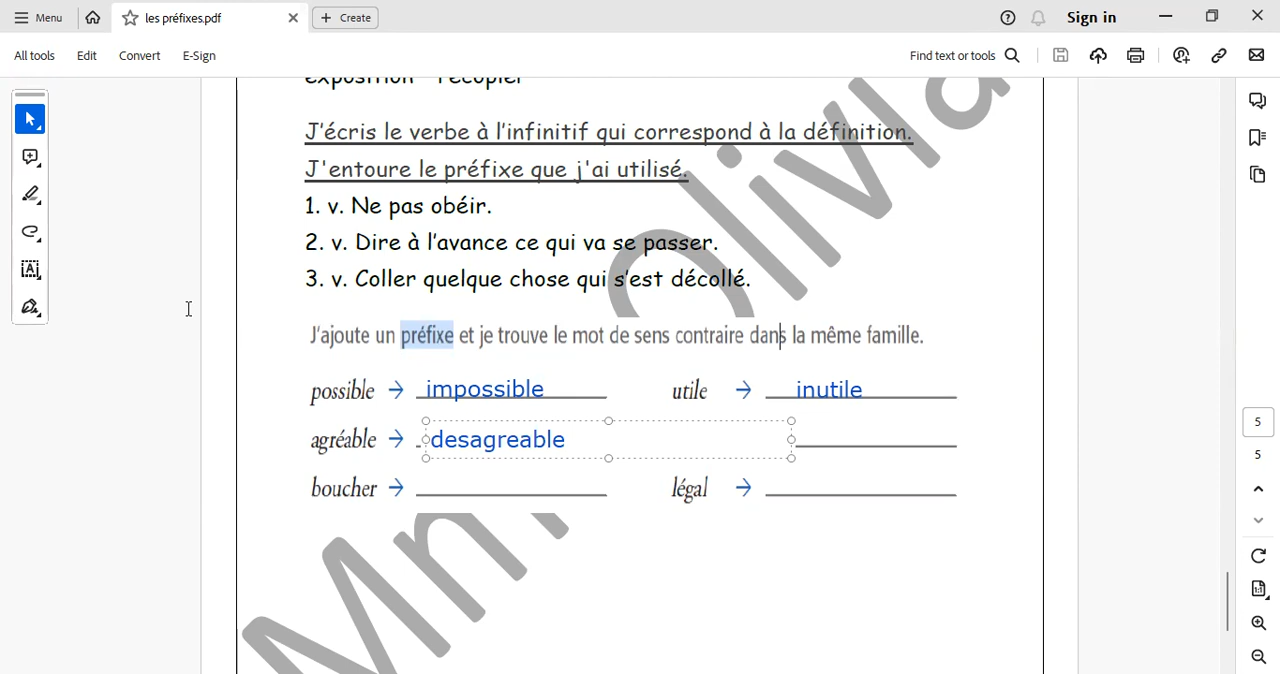 Menu les préfixes.pdf Create Sign in
All tools Edit Convert E-Sign Find text or tools
exposition - recopier
J'écris le verbe à l'infinitif qui correspond à la définition.
J'entoure le préfixe que j'ai utilisé.
1. v. Ne pas obéir.
2. v. Dire à l'avance ce qui va se passer.
3. v. Coller quelque chose qui s'est décollé.
J'ajoute un préfixe et je trouve le mot de sens contraire dans la même famille.
possible → impossible utile → inutile
agréable → desagreable
boucher → légal →
5
5